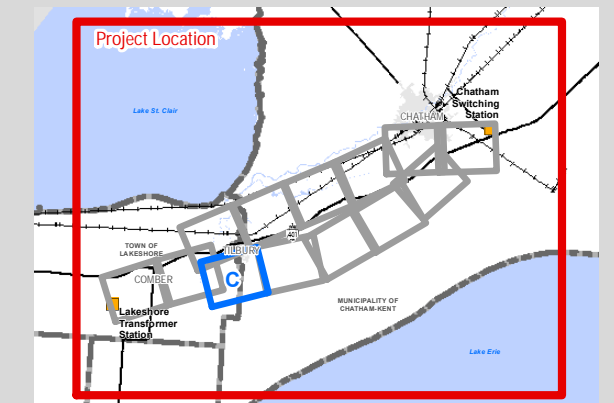 Project Location
Lake St. Clair
Chatham
Switching
Station
CHATHAM
401
TOWN OF
LAKESHORE
TILBURY
COMBER
C
MUNICIPALITY OF
CHATHAM-KENT
Lakeshore
Transformer
Station
Lake Erie